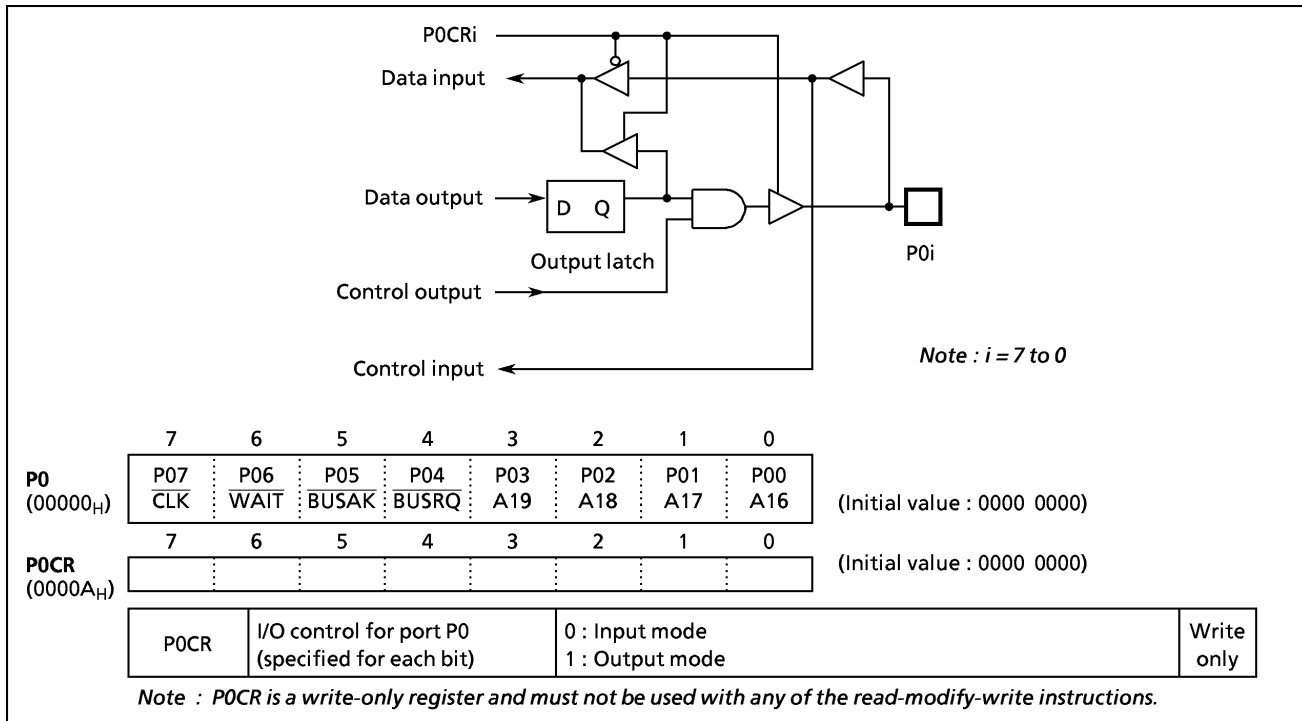 P0CRi
Data input
Data output
D Q
P0i
Output latch
Control output
Note : i = 7 to 0
Control input
7 6 5 4 3 2 1 0
P0 (00000H)
P07 P06 P05 P04 P03 P02 P01 P00
CLK WAIT BUSAK BUSRQ A19 A18 A17 A16
(Initial value : 0000 0000)
7 6 5 4 3 2 1 0
P0CR (0000AH)
(Initial value : 0000 0000)
P0CR
I/O control for port P0
(specified for each bit)
0 : Input mode
1 : Output mode
Write
only
Note : P0CR is a write-only register and must not be used with any of the read-modify-write instructions.